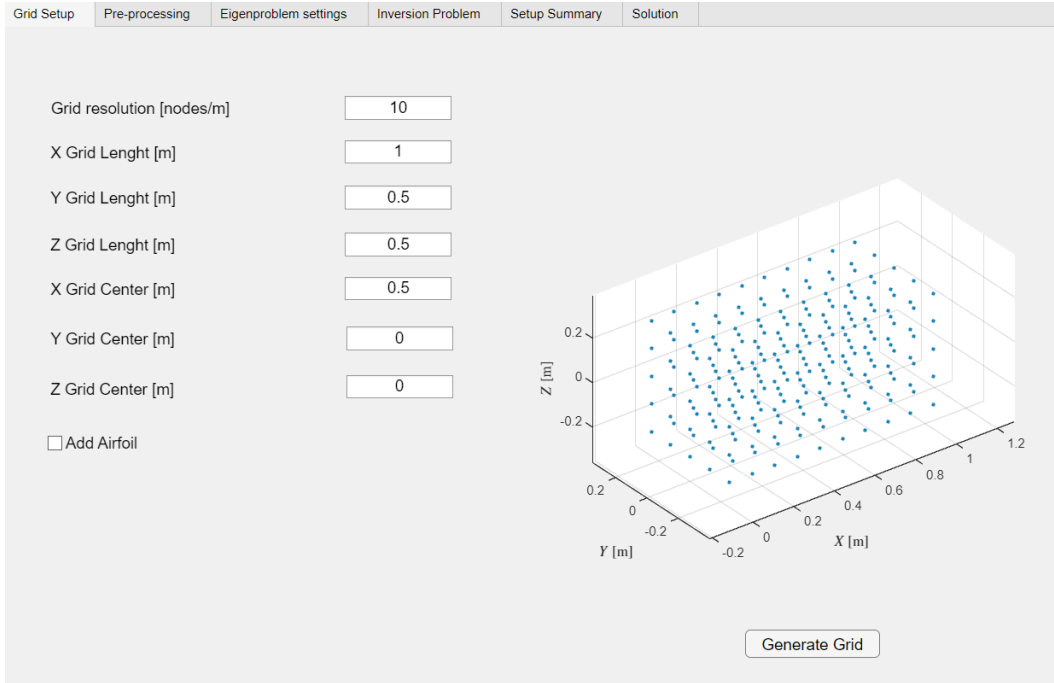 Grid Setup Pre-processing Eigenproblem settings Inversion Problem Setup Summary Solution
Grid resolution [nodes/m] 10
X Grid Lenght [m] 1
Y Grid Lenght [m] 0.5
Z Grid Lenght [m] 0.5
X Grid Center [m] 0.5
Y Grid Center [m] 0
Z Grid Center [m] 0
Add Airfoil
Z [m]
0.2
0
-0.2
0.2
0
-0.2
Y [m]
-0.2
0
0.2
0.4
0.6
0.8
1
1.2
X [m]
Generate Grid